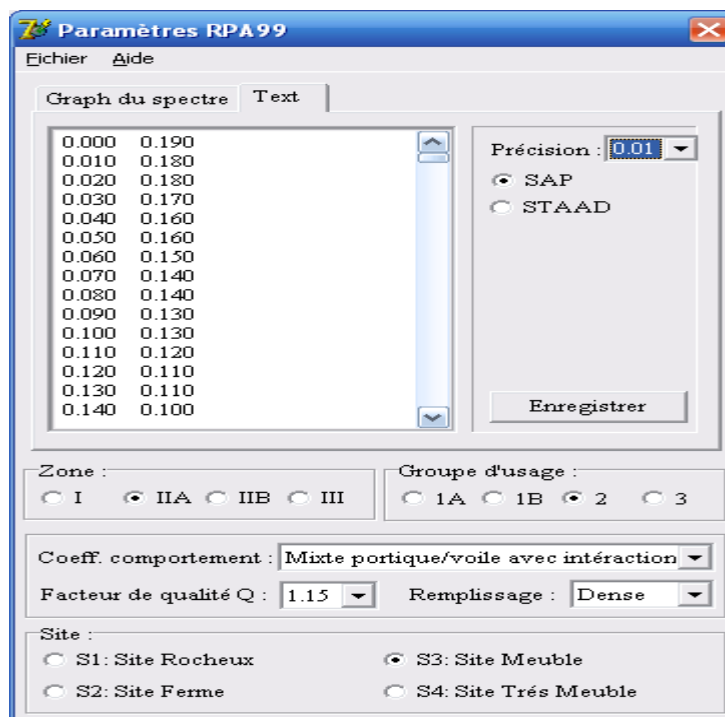 Paramètres RPA99
Fichier Aide
Graph du spectre Text
0.000 0.190
0.010 0.180
0.020 0.180
0.030 0.170
0.040 0.160
0.050 0.160
0.060 0.150
0.070 0.140
0.080 0.140
0.090 0.130
0.100 0.130
0.110 0.120
0.120 0.110
0.130 0.110
0.140 0.100
Précision : 0.01
SAP
STAAD
Enregistrer
Zone :
I IIA IIB III
Groupe d'usage :
1A 1B 2 3
Coeff. comportement : Mixte portique/voile avec intéraction
Facteur de qualité Q : 1.15 Remplissage : Dense
Site :
S1: Site Rocheux S3: Site Meuble
S2: Site Ferme S4: Site Trés Meuble